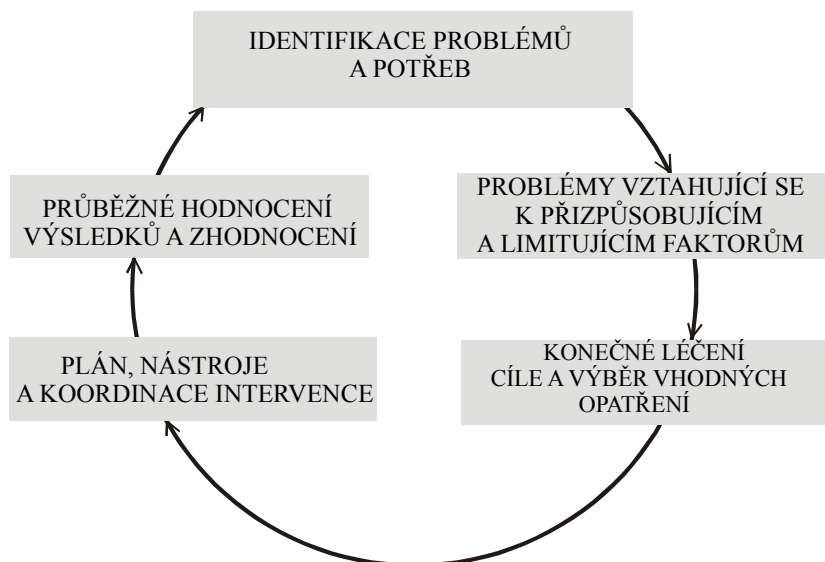 IDENTIFIKACE PROBLÉMŮ
A POTŘEB
PROBLÉMY VZTAHUJÍCÍ SE
K PŘIZPŮSOBUJÍCÍM
A LIMITUJÍCÍM FAKTORŮM
KONEČNÉ LÉČENÍ
CÍLE A VÝBĚR VHODNÝCH
OPATŘENÍ
PLÁN, NÁSTROJE
A KOORDINACE INTERVENCE
PRŮBĚŽNÉ HODNOCENÍ
VÝSLEDKŮ A ZHODNOCENÍ